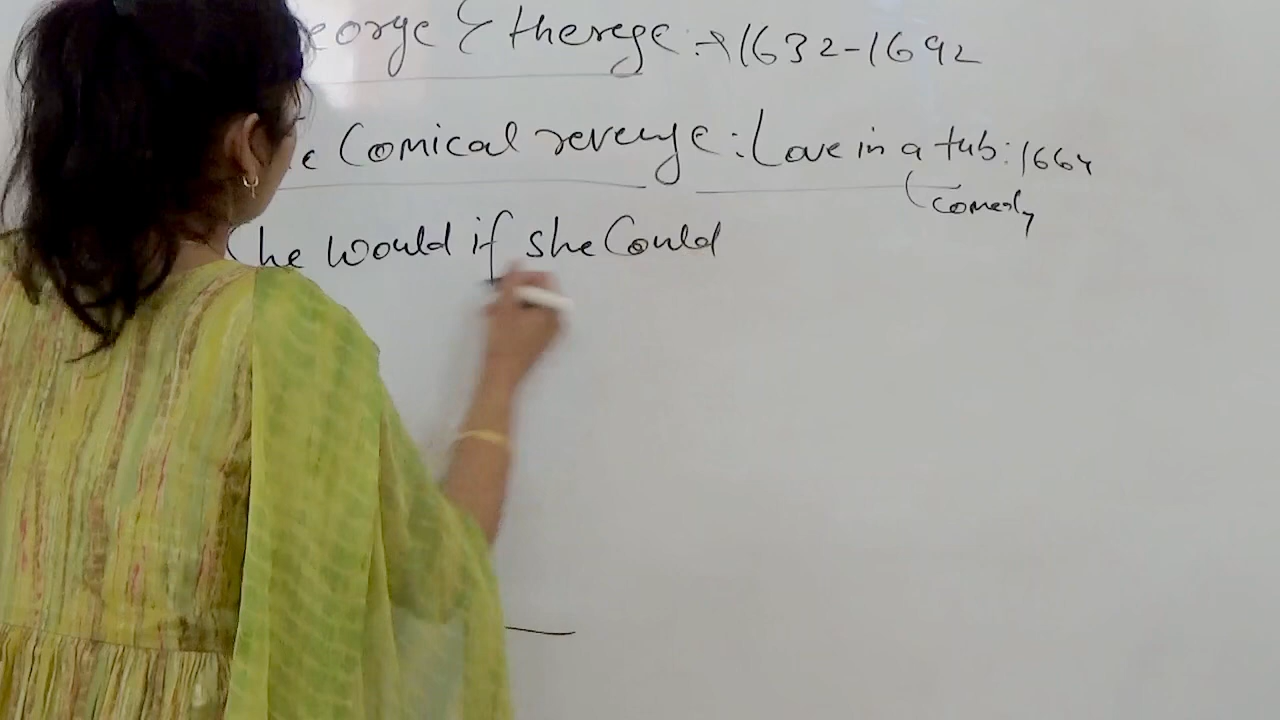 eorge Etherege :→ 1632-1692
e Comical revenge : Love in a tub : 1664
comedy
he would if she Could